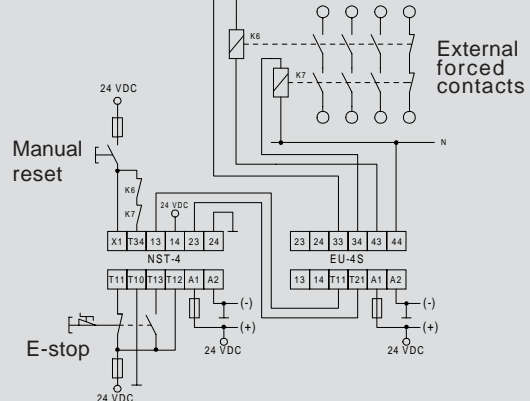 K6
External
forced
contacts
K7
24 VDC
N
Manual
reset
K6
K7
24 VDC
X1 T34 13 14 23 24
23 24 33 34 43 44
NST-4
EU-4S
T11 T10 T13 T12 A1 A2
13 14 T11 T21 A1 A2
(-)
(-)
(+)
(+)
E-stop
24 VDC
24 VDC
24 VDC